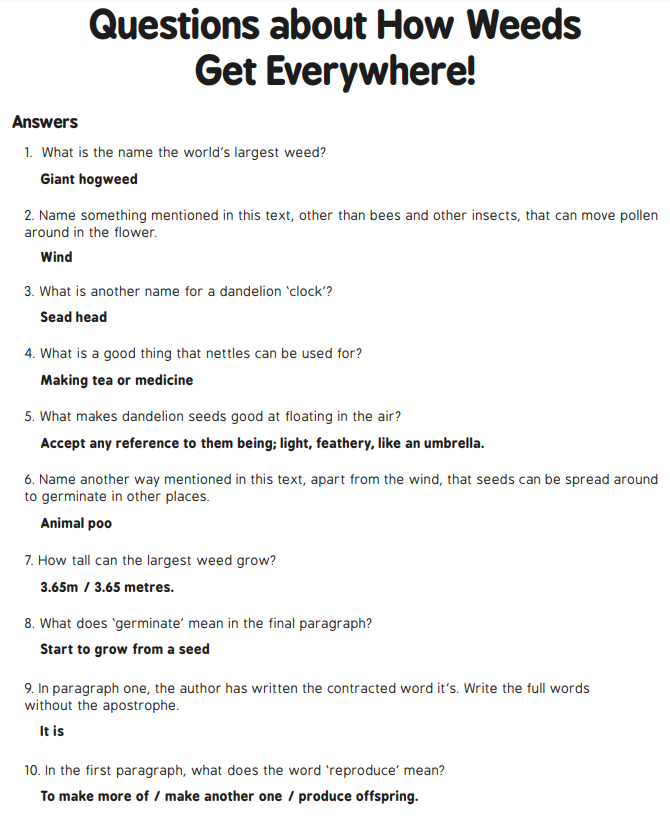 Questions about How Weeds
Get Everywhere!
Answers
1. What is the name the world's largest weed?
Giant hogweed
2. Name something mentioned in this text, other than bees and other insects, that can move pollen
around in the flower.
Wind
3. What is another name for a dandelion 'clock'?
Sead head
4. What is a good thing that nettles can be used for?
Making tea or medicine
5. What makes dandelion seeds good at floating in the air?
Accept any reference to them being; light, feathery, like an umbrella.
6. Name another way mentioned in this text, apart from the wind, that seeds can be spread around
to germinate in other places.
Animal poo
7. How tall can the largest weed grow?
3.65m / 3.65 metres.
8. What does 'germinate' mean in the final paragraph?
Start to grow from a seed
9. In paragraph one, the author has written the contracted word it's. Write the full words
without the apostrophe.
It is
10. In the first paragraph, what does the word 'reproduce' mean?
To make more of / make another one / produce offspring.